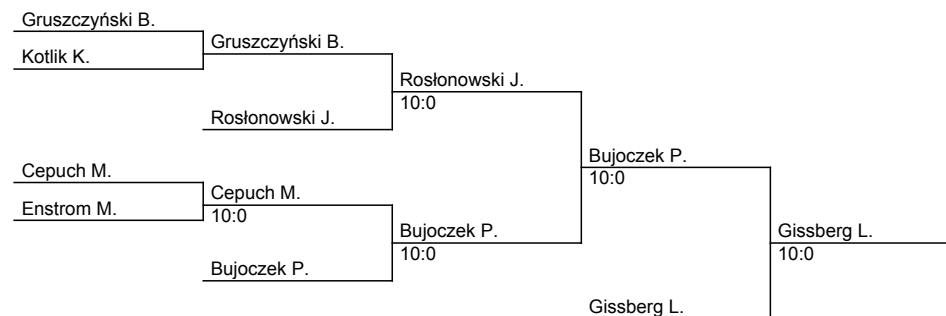 Gruszczyński B.
Gruszczyński B.
Kotlik K.
Rosłonowski J.
10:0
Rosłonowski J.
Bujoczek P.
Cepuch M.
10:0
Cepuch M.
Enstrom M.
10:0
Bujoczek P.
Gissberg L.
10:0
10:0
Bujoczek P.
Gissberg L.